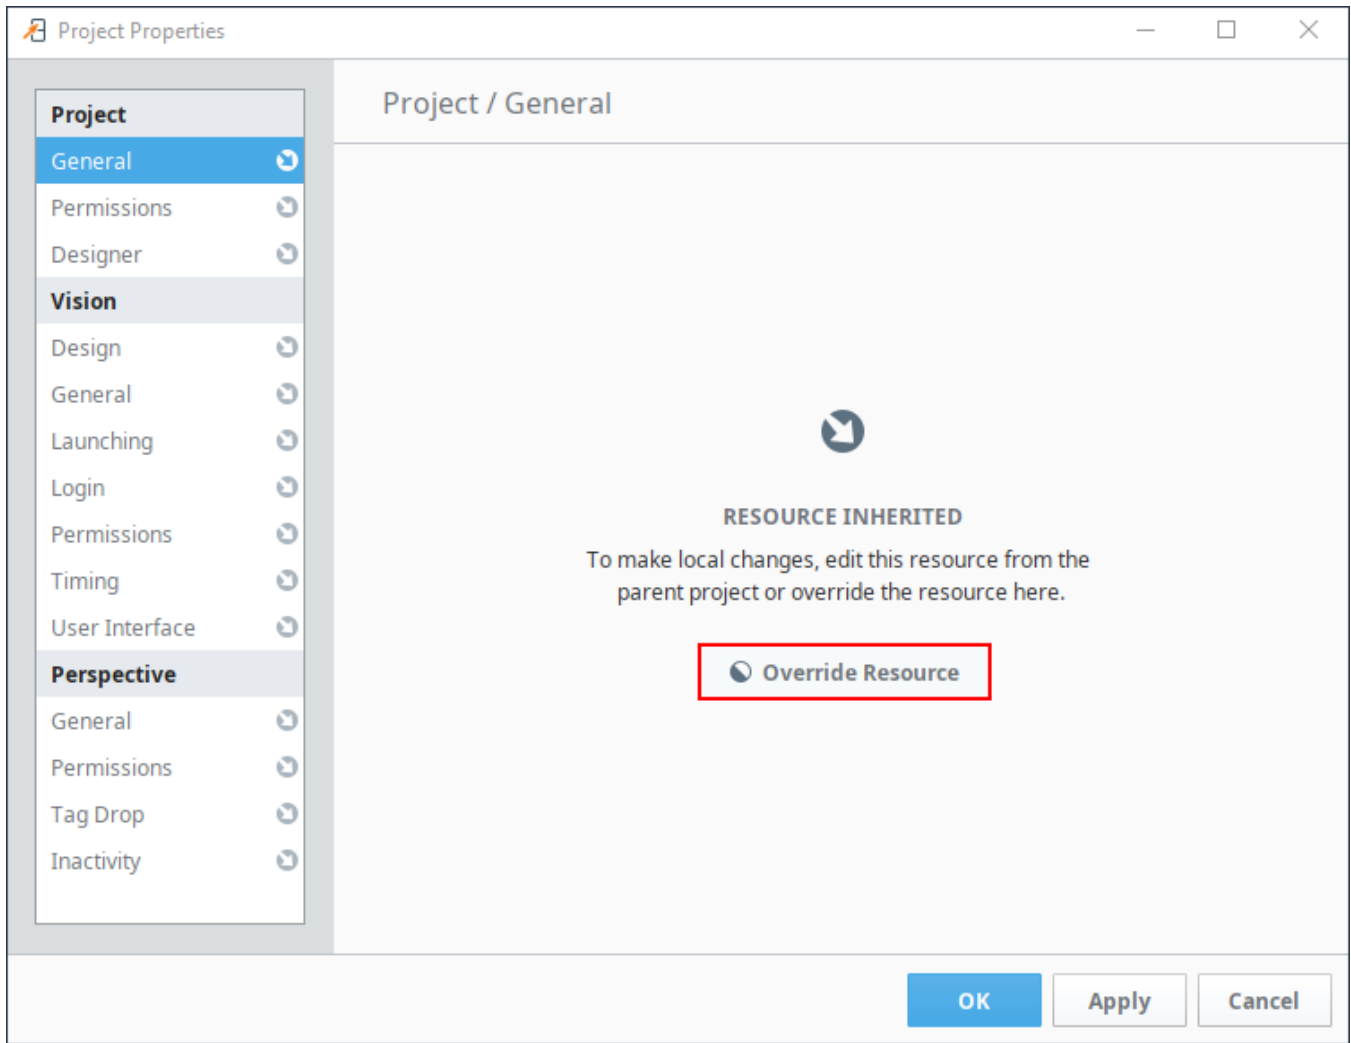 Project Properties
Project
General
Permissions
Designer
Vision
Design
General
Launching
Login
Permissions
Timing
User Interface
Perspective
General
Permissions
Tag Drop
Inactivity
Project / General
RESOURCE INHERITED
To make local changes, edit this resource from the
parent project or override the resource here.
Override Resource
OK
Apply
Cancel